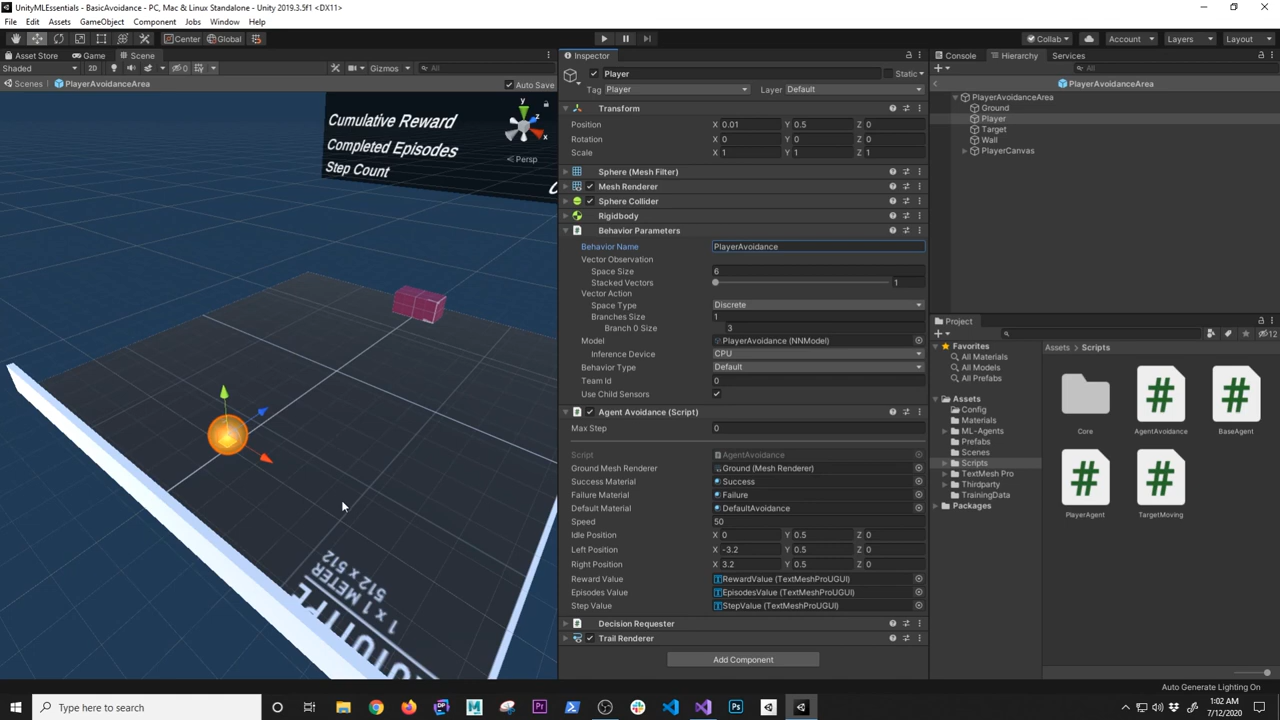 UnityMLEssentials - BasicAvoidance - PC, Mac & Linux Standalone - Unity 2019.3.5f1 <DX11>
File Edit Assets GameObject Component Jobs Window Help
Center Global Collab Account Layers Layout
Asset Store Game Scene
Shaded 2D 0 Gizmos All
Scenes PlayerAvoidanceArea Auto Save
Cumulative Reward
Completed Episodes
Step Count
y
z
x
Persp
1 X 1 METER
512 x 512
Inspector
Player Static
Tag Player Layer Default
Transform
Position X 0.01 Y 0.5 Z 0
Rotation X 0 Y 0 Z 0
Scale X 1 Y 1 Z 1
Sphere (Mesh Filter)
Mesh Renderer
Sphere Collider
Rigidbody
Behavior Parameters
Behavior Name PlayerAvoidance
Vector Observation
Space Size 6
Stacked Vectors 1
Vector Action
Space Type Discrete
Branches Size 1
Branch 0 Size 3
Model PlayerAvoidance (NNModel)
Inference Device CPU
Behavior Type Default
Team Id 0
Use Child Sensors
Agent Avoidance (Script)
Max Step 0
Script AgentAvoidance
Ground Mesh Renderer Ground (Mesh Renderer)
Success Material Success
Failure Material Failure
Default Material DefaultAvoidance
Speed 50
Idle Position X 0 Y 0.5 Z 0
Left Position X -3.2 Y 0.5 Z 0
Right Position X 3.2 Y 0.5 Z 0
Reward Value RewardValue (TextMeshProUGUI)
Episodes Value EpisodesValue (TextMeshProUGUI)
Step Value StepValue (TextMeshProUGUI)
Decision Requester
Trail Renderer
Add Component
Console Hierarchy Services
All
PlayerAvoidanceArea
PlayerAvoidanceArea
Ground
Player
Target
Wall
PlayerCanvas
Project
12
Favorites
All Materials
All Models
All Prefabs
Assets
Config
Materials
ML-Agents
Prefabs
Scenes
Scripts
TextMesh Pro
Thirdparty
TrainingData
Packages
Assets Scripts
Core AgentAvoidance BaseAgent
PlayerAgent TargetMoving
Auto Generate Lighting On
Type here to search
1:02 AM
7/12/2020